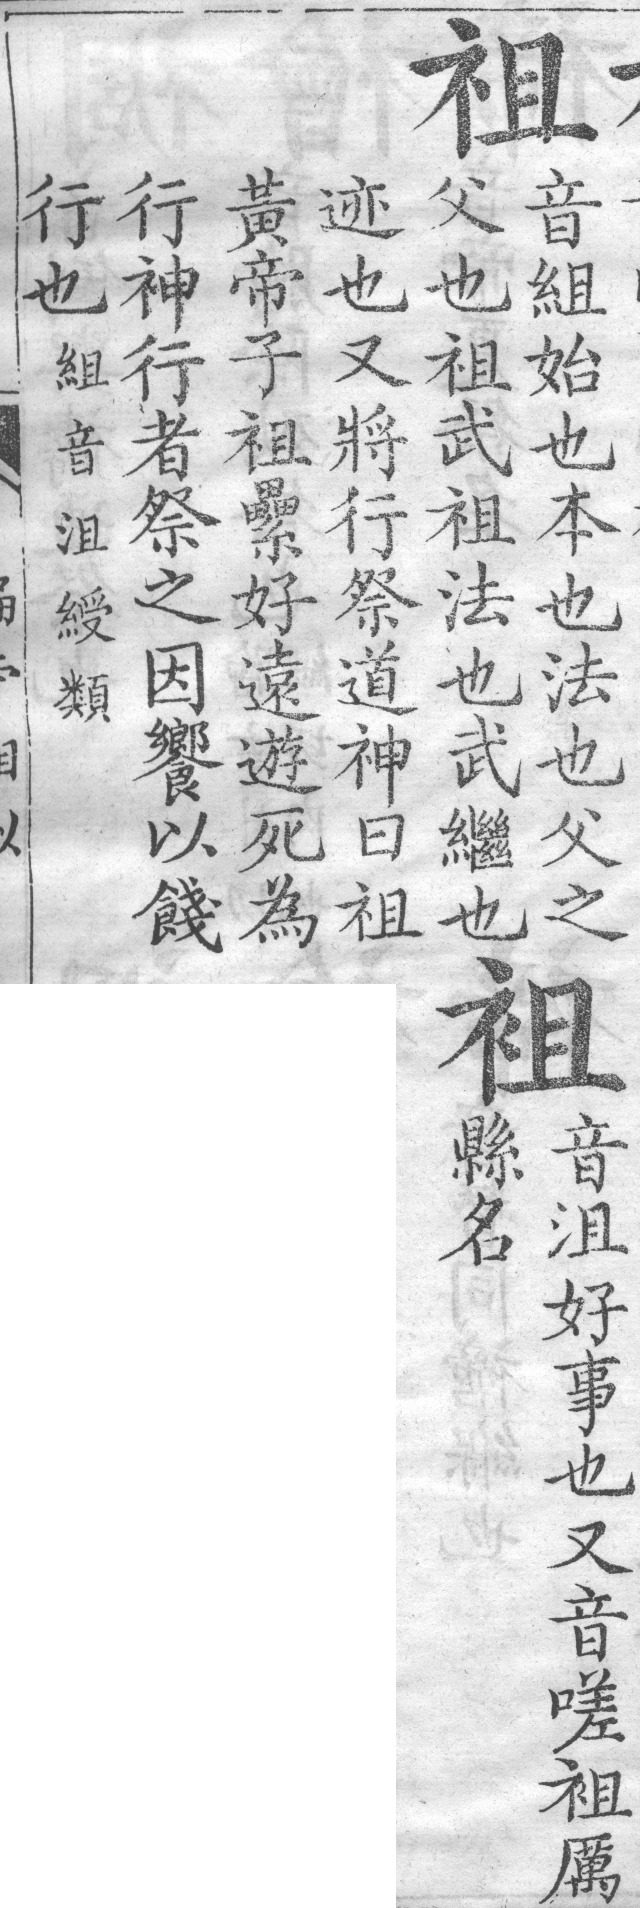 祖
音組始也本也法也父之
父也祖武祖法也武繼也
迹也又將行祭道神曰祖
黃帝子祖纍好遠遊死為
行神行者祭之因饗以餞
行也組音沮綬類
袓
音沮好事也又音嗟袓厲
縣名